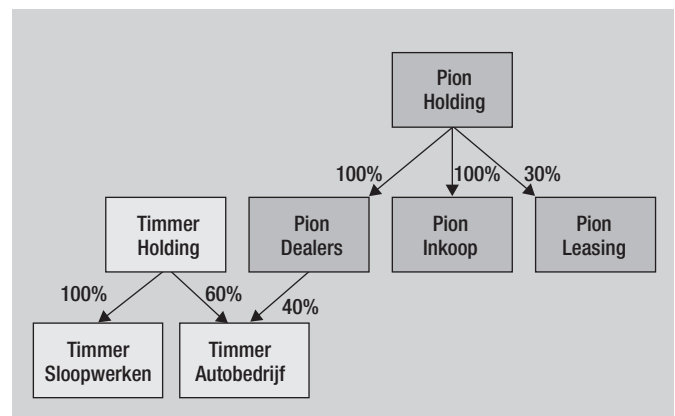 Pion
Holding
100%
100%
30%
Timmer
Holding
Pion
Dealers
Pion
Inkoop
Pion
Leasing
100%
60%
40%
Timmer
Sloopwerken
Timmer
Autobedrijf